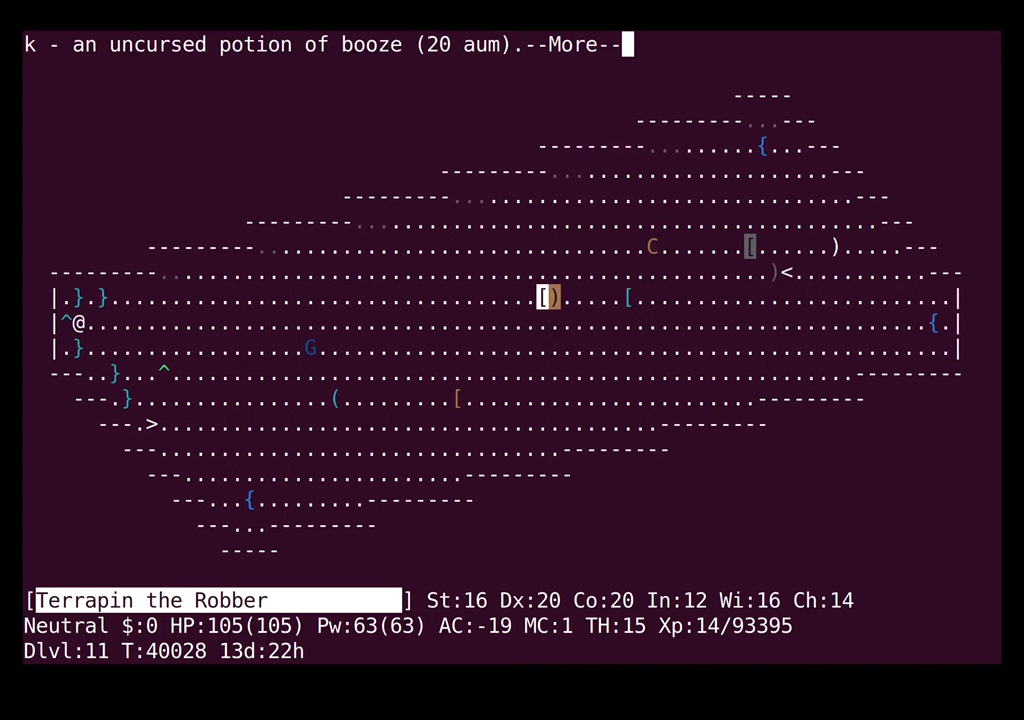 k - an uncursed potion of booze (20 aum).--More--
[Terrapin the Robber] St:16 Dx:20 Co:20 In:12 Wi:16 Ch:14
Neutral $:0 HP:105(105) Pw:63(63) AC:-19 MC:1 TH:15 Xp:14/93395
Dlvl:11 T:40028 13d:22h